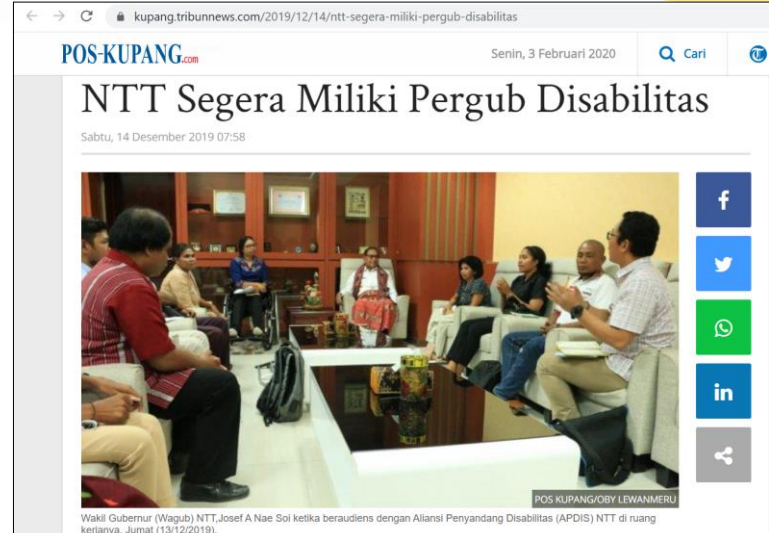 kupang.tribunnews.com/2019/12/14/ntt-segera-miliki-pergub-disabilitas
POS-KUPANG.com
Senin, 3 Februari 2020
Cari
NTT Segera Miliki Pergub Disabilitas
Sabtu, 14 Desember 2019 07:58
f
in
POS KUPANG/OBY LEWANMERU
Wakil Gubernur (Wagub) NTT,Josef A Nae Soi ketika beraudiens dengan Aliansi Penyandang Disabilitas (APDIS) NTT di ruang
kerjanya, Jumat (13/12/2019).